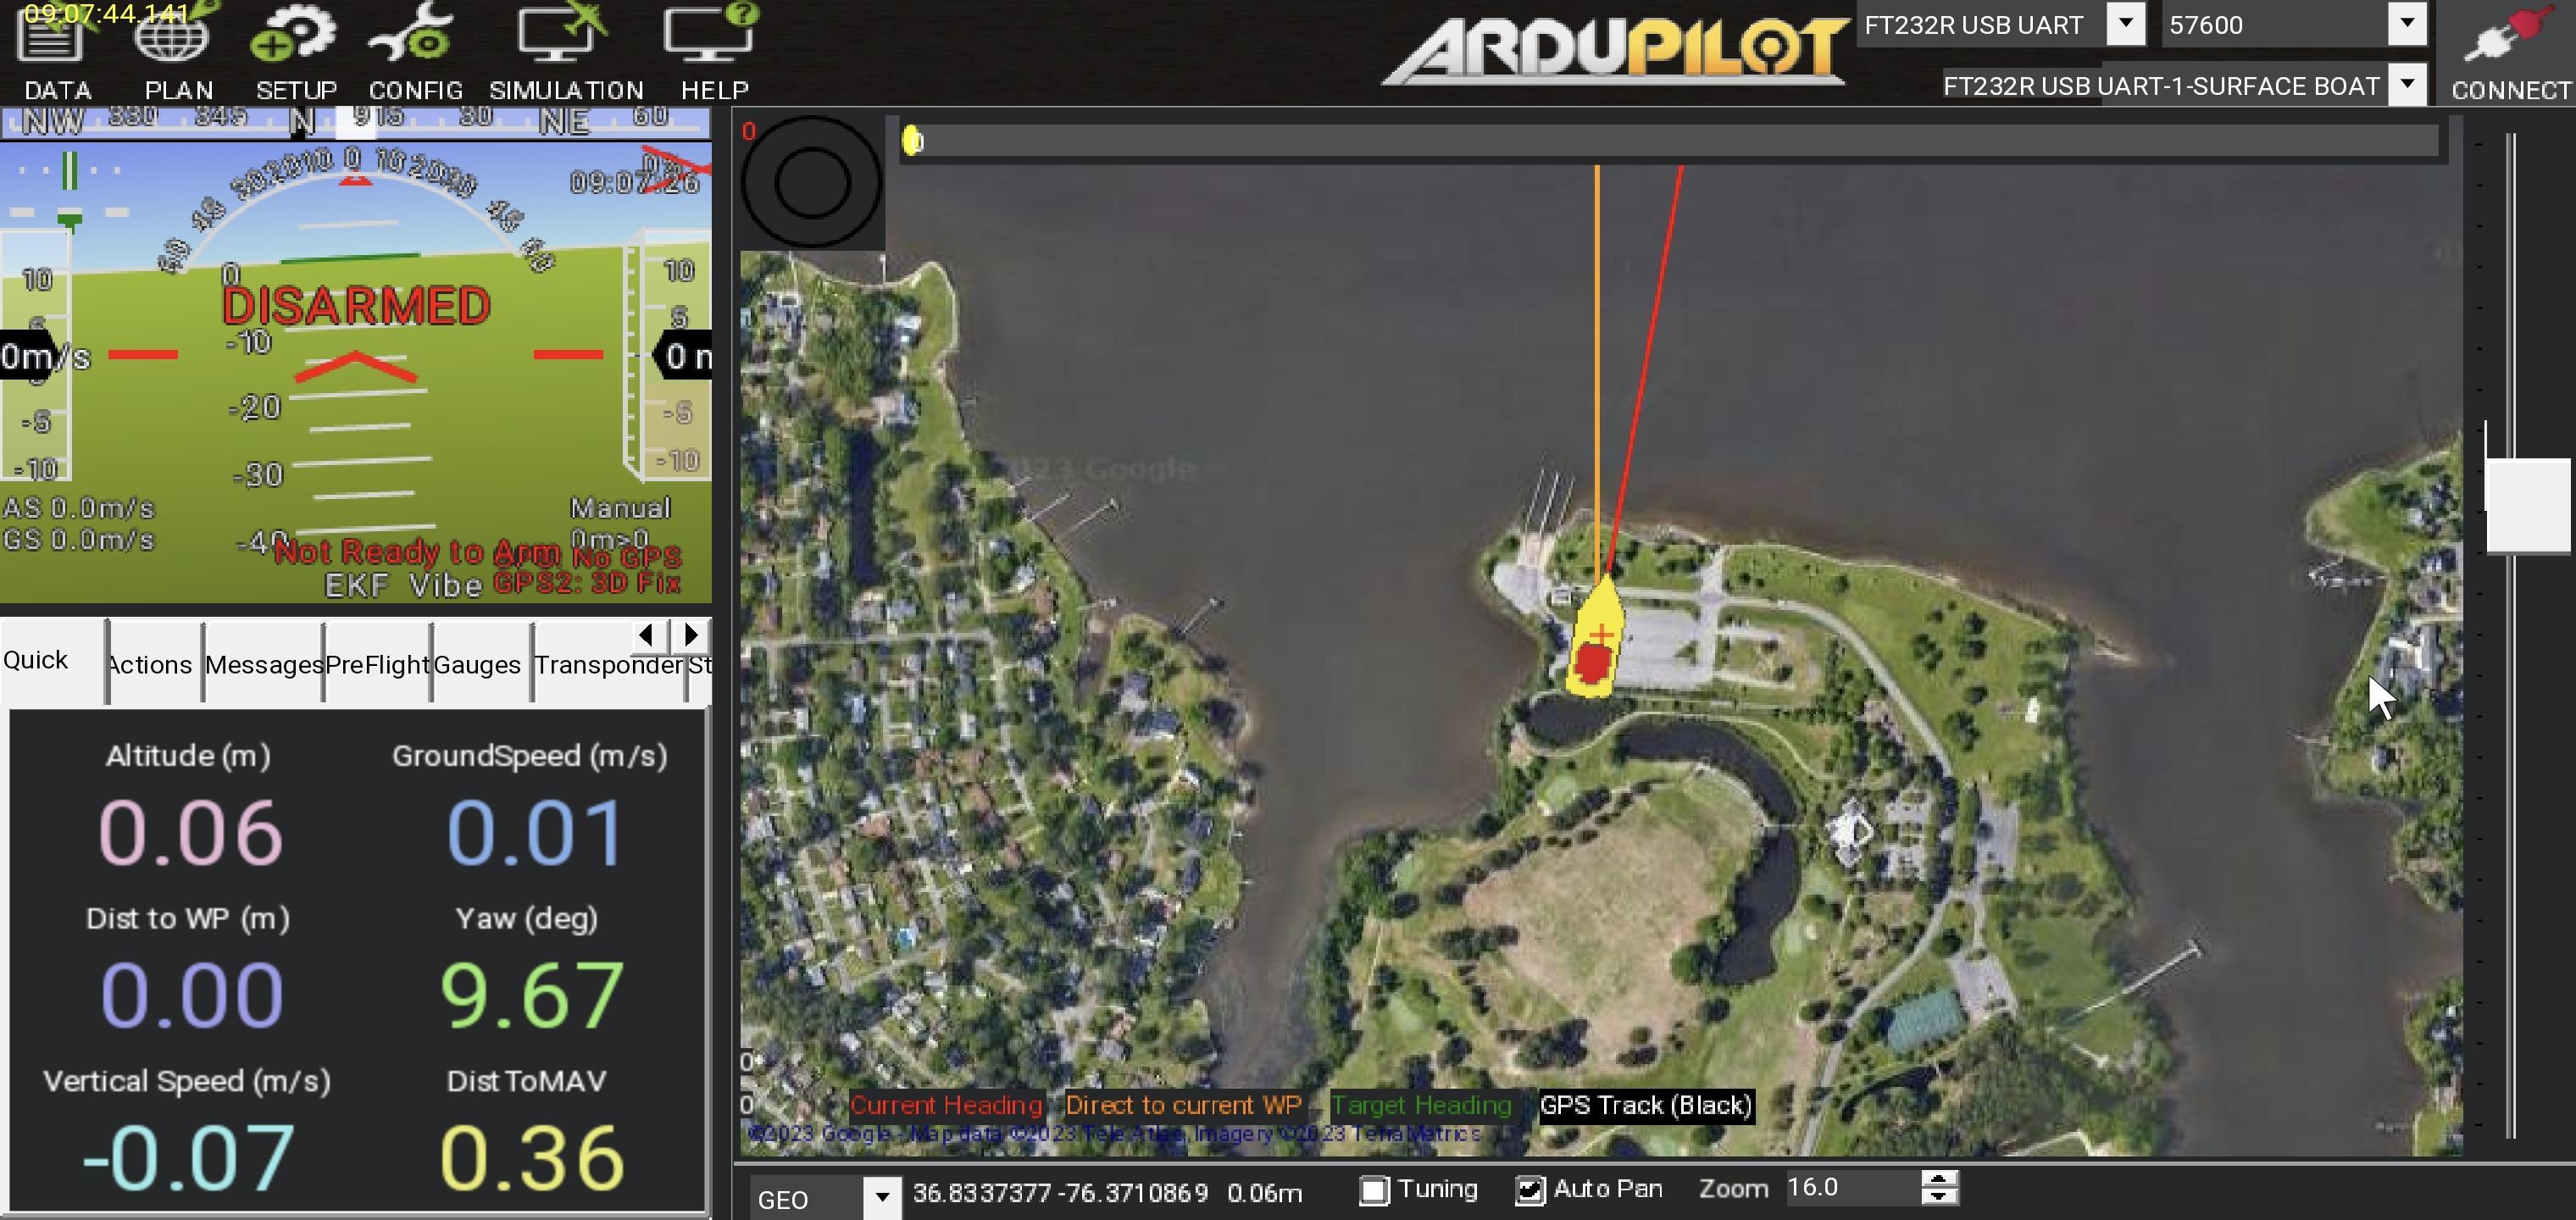 09:07:44.141
DATA PLAN SETUP CONFIG SIMULATION HELP
ARDUPILOT
FT232R USB UART 57600
FT232R USB UART-1-SURFACE BOAT
CONNECT
NW 330 345 N 9 15 30 NE 60
0 10 20 30
45 60
09:07:26
0
DISARMED
10 5 -5 -10
-10 -20 -30 -40
10 5 -5 -10
0m/s
0 m
AS 0.0m/s
GS 0.0m/s
Manual
0m>0
Not Ready to Arm
No GPS
EKF Vibe GPS2: 3D Fix
Quick Actions Messages PreFlight Gauges Transponder St
Altitude (m) GroundSpeed (m/s)
0.06 0.01
Dist to WP (m) Yaw (deg)
0.00 9.67
Vertical Speed (m/s) DistToMAV
-0.07 0.36
0
Google
0
0
Current Heading Direct to current WP Target Heading GPS Track (Black)
©2023 Google - Map data ©2023 Tele Atlas, Imagery ©2023 TerraMetrics
GEO 36.8337377 -76.3710869 0.06m Tuning Auto Pan Zoom 16.0